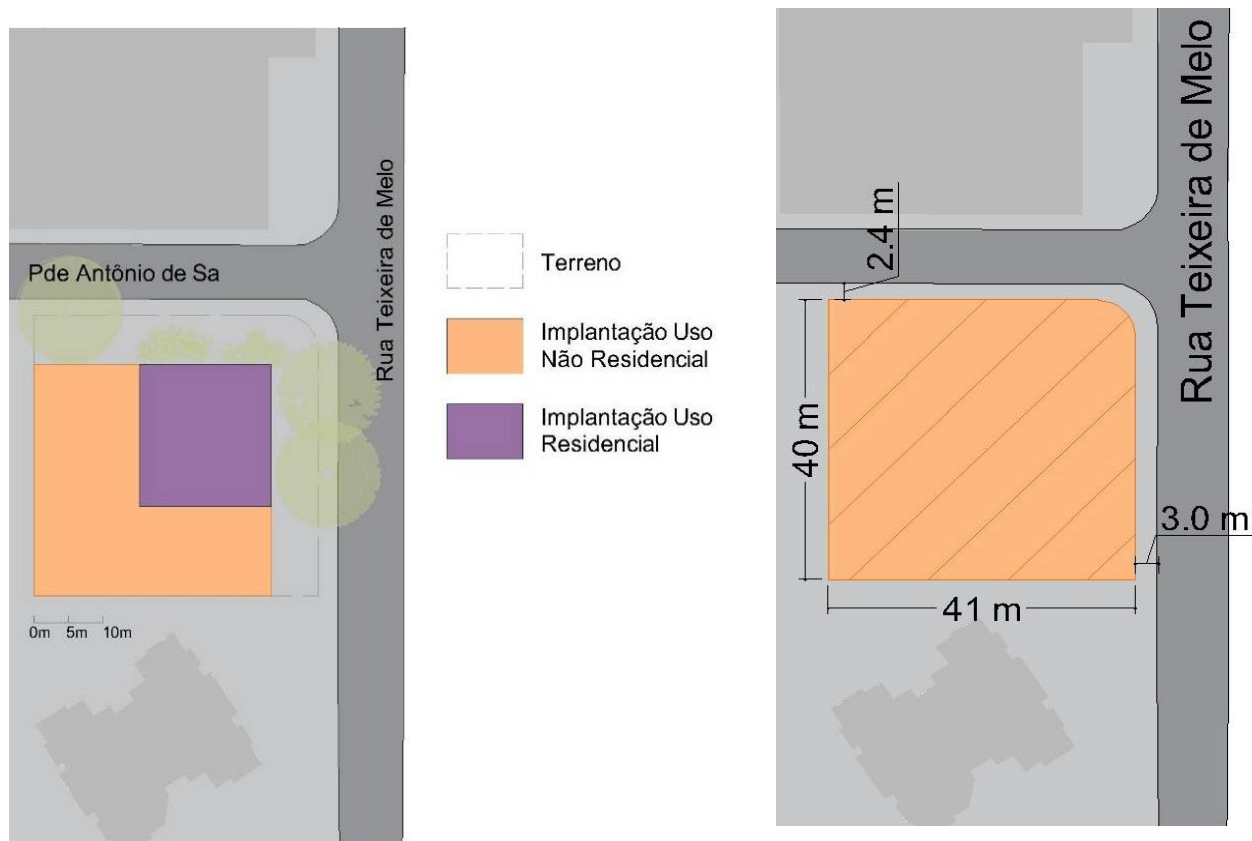 Pde Antônio de Sa
Rua Teixeira de Melo
0m 5m 10m
Terreno
Implantação Uso
Não Residencial
Implantação Uso
Residencial
Rua Teixeira de Melo
2.4 m
40 m
3.0 m
41 m